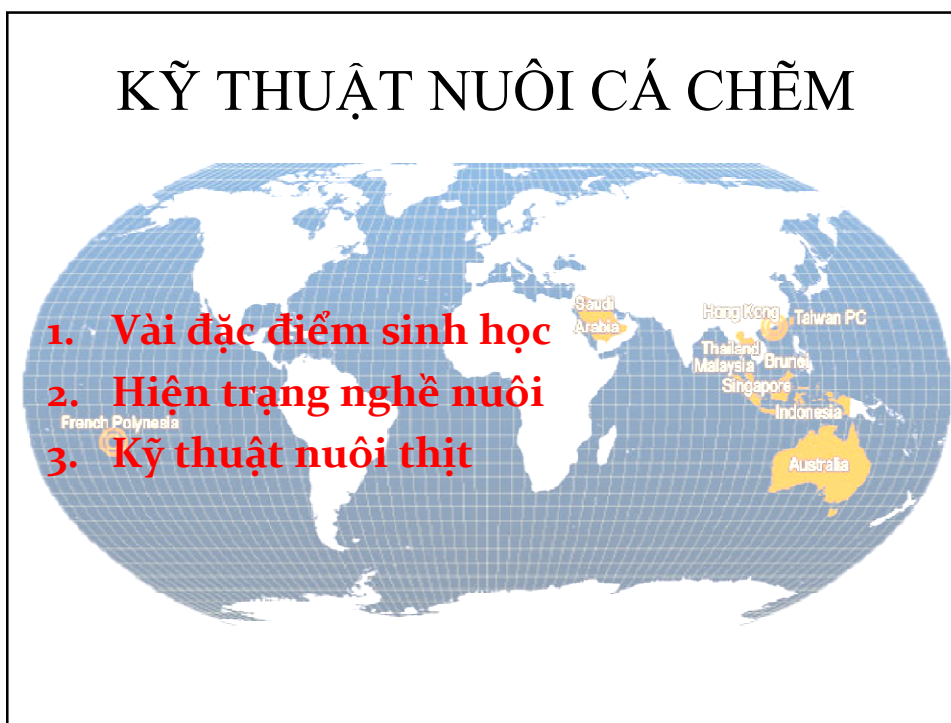 KỸ THUẬT NUÔI CÁ CHẼM
Saudi
Arabia
Hong Kong
Taiwan PC
1. Vài đặc điểm sinh học
Thailand
Malaysia
Brunei
Singapore
2. Hiện trạng nghề nuôi
Indonesia
French Polynesia
3. Kỹ thuật nuôi thịt
Australia